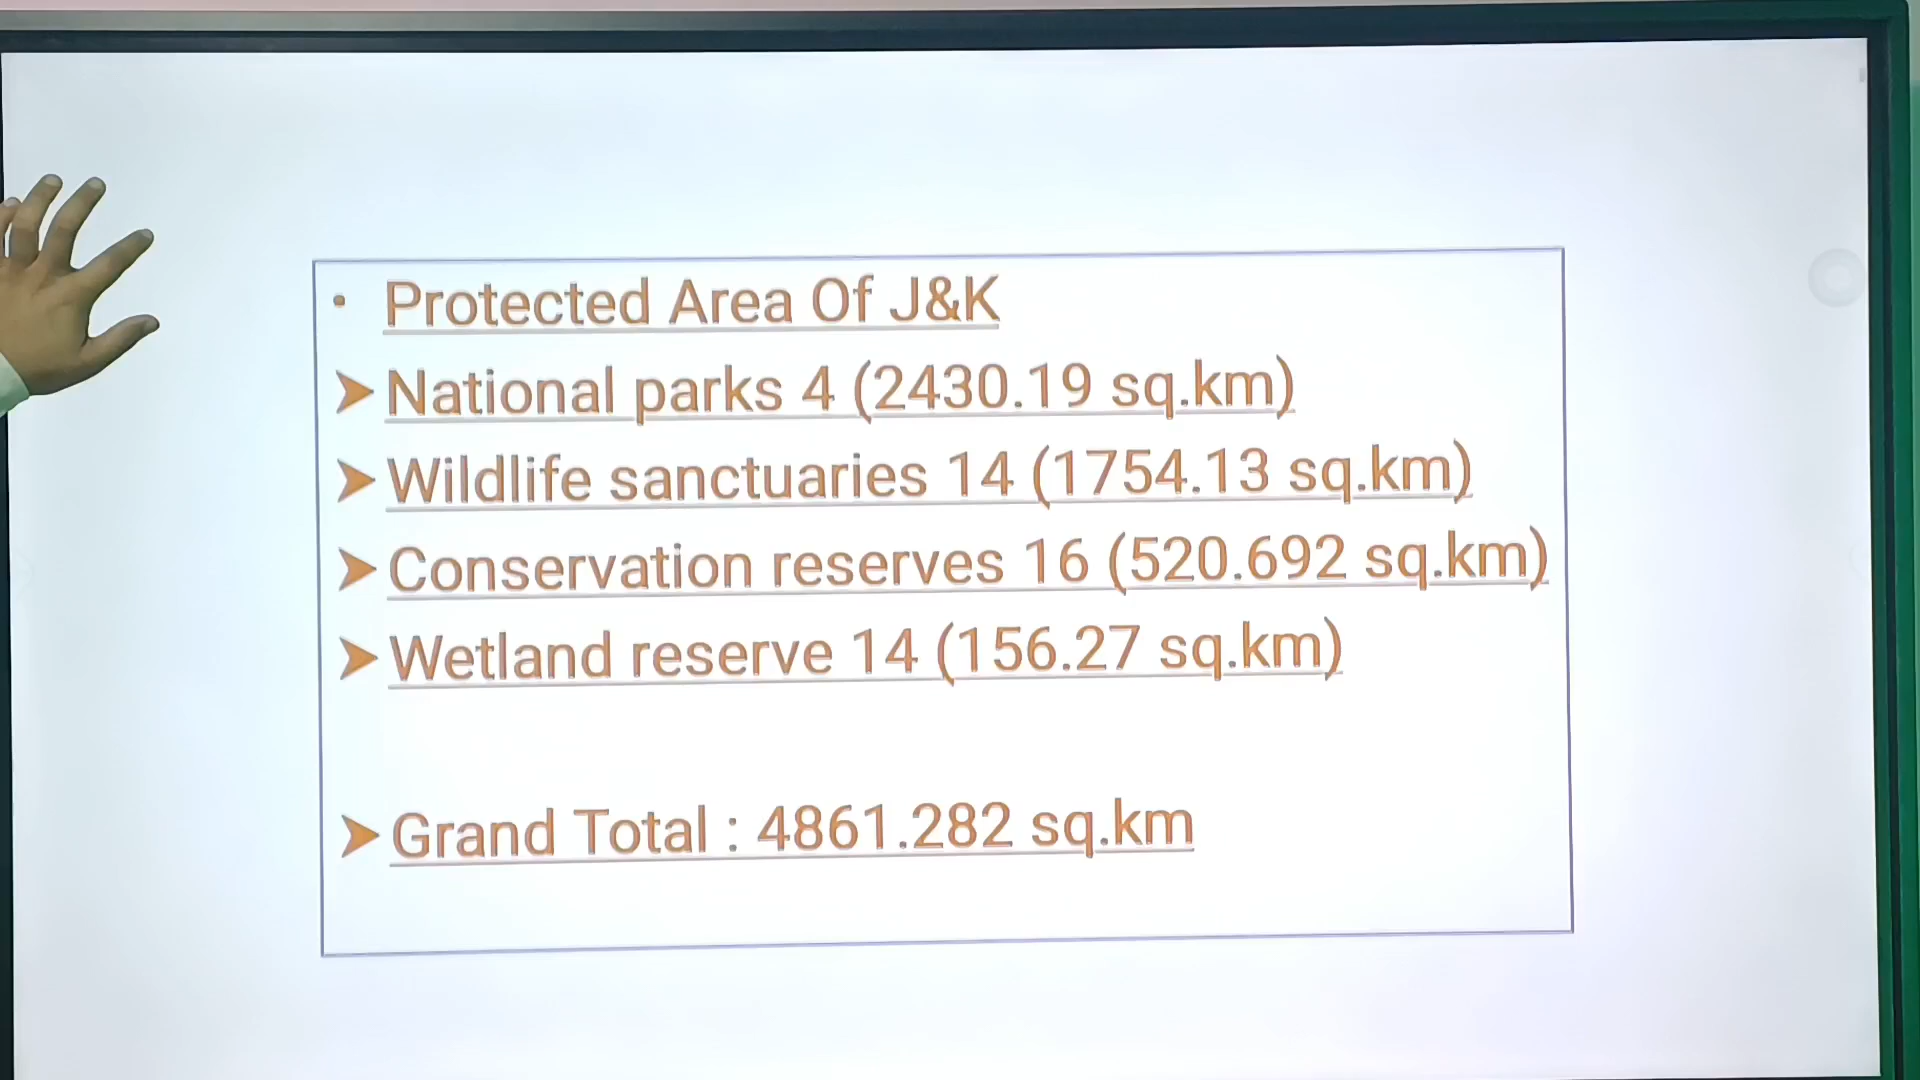 • Protected Area Of J&K
➤ National parks 4 (2430.19 sq.km)
➤ Wildlife sanctuaries 14 (1754.13 sq.km)
➤ Conservation reserves 16 (520.692 sq.km)
➤ Wetland reserve 14 (156.27 sq.km)
➤ Grand Total : 4861.282 sq.km